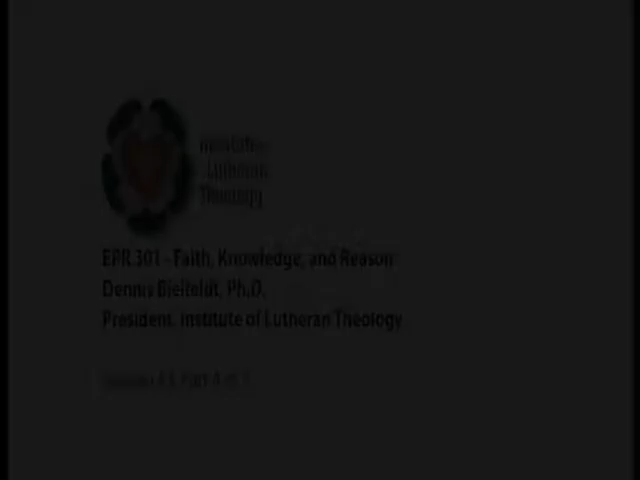 Institute
of Lutheran
Theology
EPR 301 - Faith, Knowledge, and Reason
Dennis Bielfeldt, Ph.D.
President, Institute of Lutheran Theology